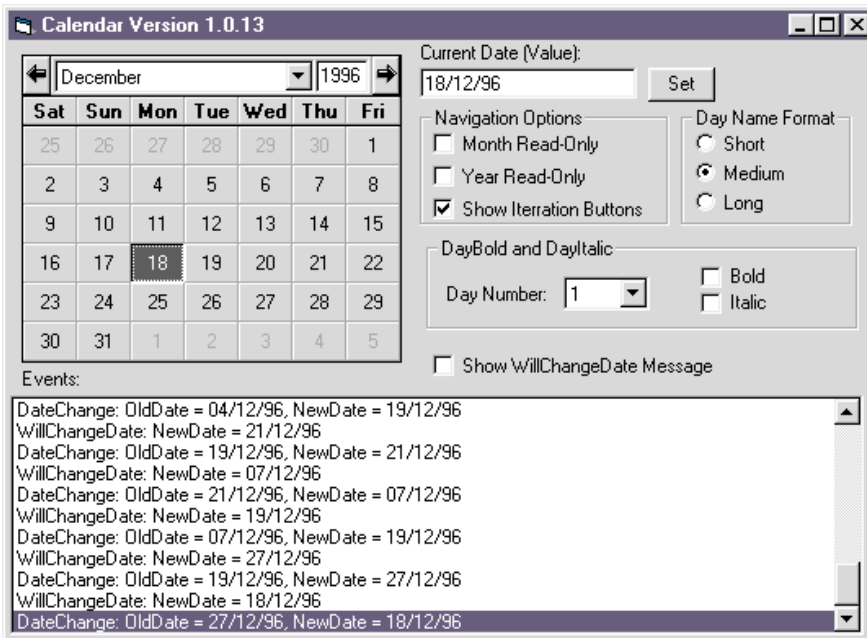 Calendar Version 1.0.13
December 1996
Sat Sun Mon Tue Wed Thu Fri
25 26 27 28 29 30 1
2 3 4 5 6 7 8
9 10 11 12 13 14 15
16 17 18 19 20 21 22
23 24 25 26 27 28 29
30 31 1 2 3 4 5
Current Date (Value):
18/12/96 Set
Navigation Options
Month Read-Only
Year Read-Only
Show Iterration Buttons
Day Name Format
Short
Medium
Long
DayBold and DayItalic
Day Number: 1
Bold
Italic
Show WillChangeDate Message
Events:
DateChange: OldDate = 04/12/96, NewDate = 19/12/96
WillChangeDate: NewDate = 21/12/96
DateChange: OldDate = 19/12/96, NewDate = 21/12/96
WillChangeDate: NewDate = 07/12/96
DateChange: OldDate = 21/12/96, NewDate = 07/12/96
WillChangeDate: NewDate = 19/12/96
DateChange: OldDate = 07/12/96, NewDate = 19/12/96
WillChangeDate: NewDate = 27/12/96
DateChange: OldDate = 19/12/96, NewDate = 27/12/96
WillChangeDate: NewDate = 18/12/96
DateChange: OldDate = 27/12/96, NewDate = 18/12/96